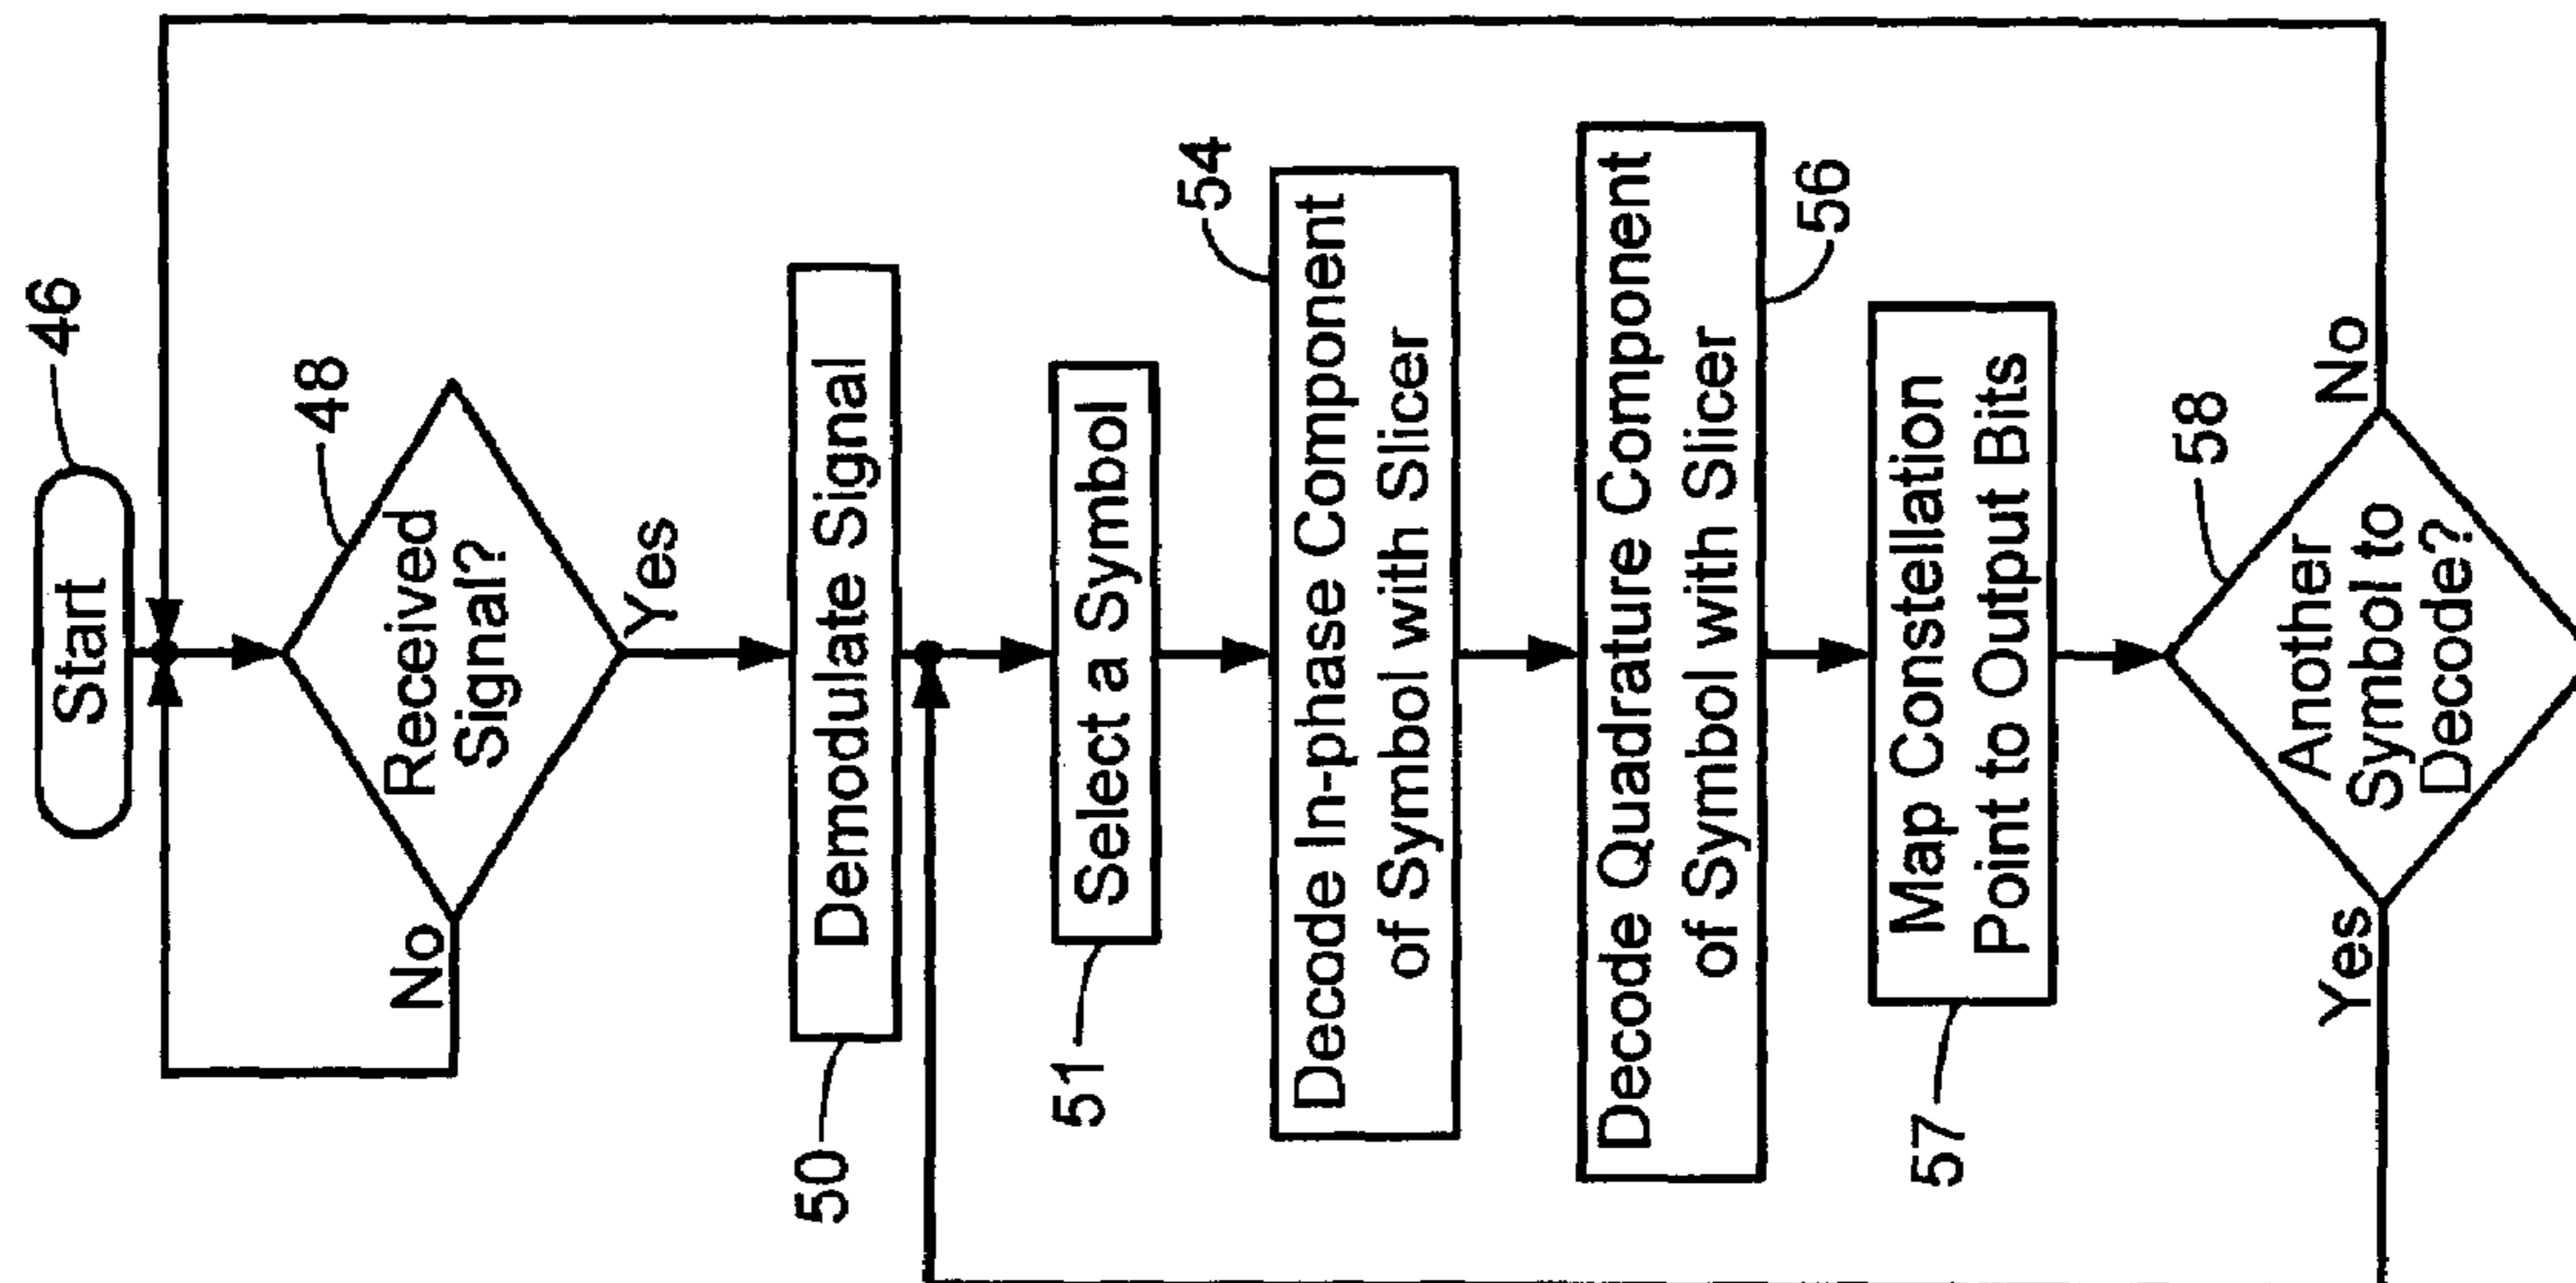 Start
46
Received
Signal?
48
No
Yes
Demodulate Signal
50
Select a Symbol
51
Decode In-phase Component
of Symbol with Slicer
54
Decode Quadrature Component
of Symbol with Slicer
56
Map Constellation
Point to Output Bits
57
Another
Symbol to
Decode?
58
Yes
No